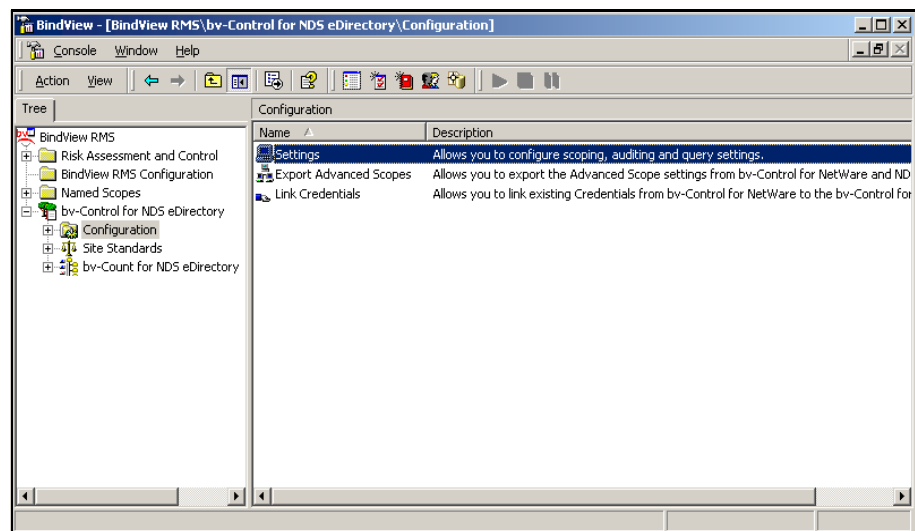 BindView - [BindView RMS\bv-Control for NDS eDirectory\Configuration]
Console Window Help
Action View
Tree
Configuration
Name Description
BindView RMS
Risk Assessment and Control
BindView RMS Configuration
Named Scopes
bv-Control for NDS eDirectory
Configuration
Site Standards
bv-Count for NDS eDirectory
Settings Allows you to configure scoping, auditing and query settings.
Export Advanced Scopes Allows you to export the Advanced Scope settings from bv-Control for NetWare and ND
Link Credentials Allows you to link existing Credentials from bv-Control for NetWare to the bv-Control for